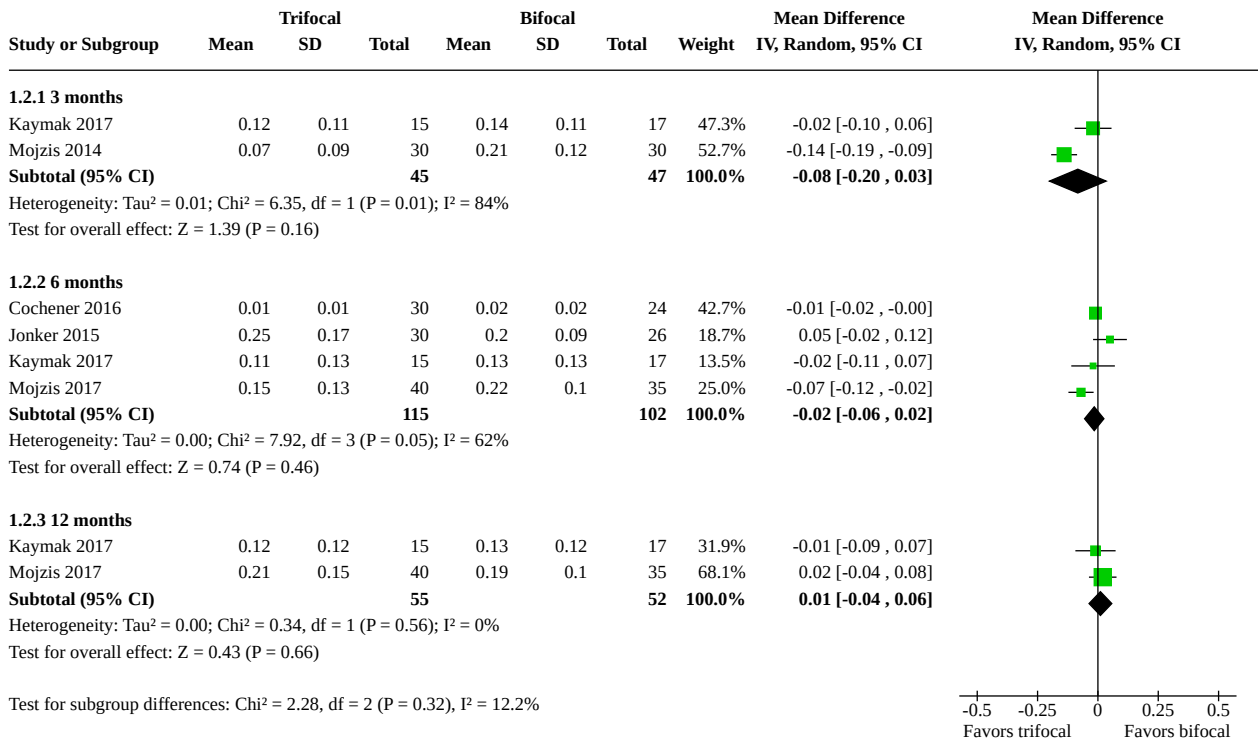 Trifocal Bifocal Mean Difference Mean Difference
Study or Subgroup Mean SD Total Mean SD Total Weight IV, Random, 95% CI IV, Random, 95% CI
1.2.1 3 months
Kaymak 2017 0.12 0.11 15 0.14 0.11 17 47.3% -0.02 [-0.10 , 0.06]
Mojzis 2014 0.07 0.09 30 0.21 0.12 30 52.7% -0.14 [-0.19 , -0.09]
Subtotal (95% CI) 45 47 100.0% -0.08 [-0.20 , 0.03]
Heterogeneity: Tau² = 0.01; Chi² = 6.35, df = 1 (P = 0.01); I² = 84%
Test for overall effect: Z = 1.39 (P = 0.16)
1.2.2 6 months
Cochener 2016 0.01 0.01 30 0.02 0.02 24 42.7% -0.01 [-0.02 , -0.00]
Jonker 2015 0.25 0.17 30 0.2 0.09 26 18.7% 0.05 [-0.02 , 0.12]
Kaymak 2017 0.11 0.13 15 0.13 0.13 17 13.5% -0.02 [-0.11 , 0.07]
Mojzis 2017 0.15 0.13 40 0.22 0.1 35 25.0% -0.07 [-0.12 , -0.02]
Subtotal (95% CI) 115 102 100.0% -0.02 [-0.06 , 0.02]
Heterogeneity: Tau² = 0.00; Chi² = 7.92, df = 3 (P = 0.05); I² = 62%
Test for overall effect: Z = 0.74 (P = 0.46)
1.2.3 12 months
Kaymak 2017 0.12 0.12 15 0.13 0.12 17 31.9% -0.01 [-0.09 , 0.07]
Mojzis 2017 0.21 0.15 40 0.19 0.1 35 68.1% 0.02 [-0.04 , 0.08]
Subtotal (95% CI) 55 52 100.0% 0.01 [-0.04 , 0.06]
Heterogeneity: Tau² = 0.00; Chi² = 0.34, df = 1 (P = 0.56); I² = 0%
Test for overall effect: Z = 0.43 (P = 0.66)
Test for subgroup differences: Chi² = 2.28, df = 2 (P = 0.32), I² = 12.2%
-0.5 -0.25 0 0.25 0.5
Favors trifocal Favors bifocal